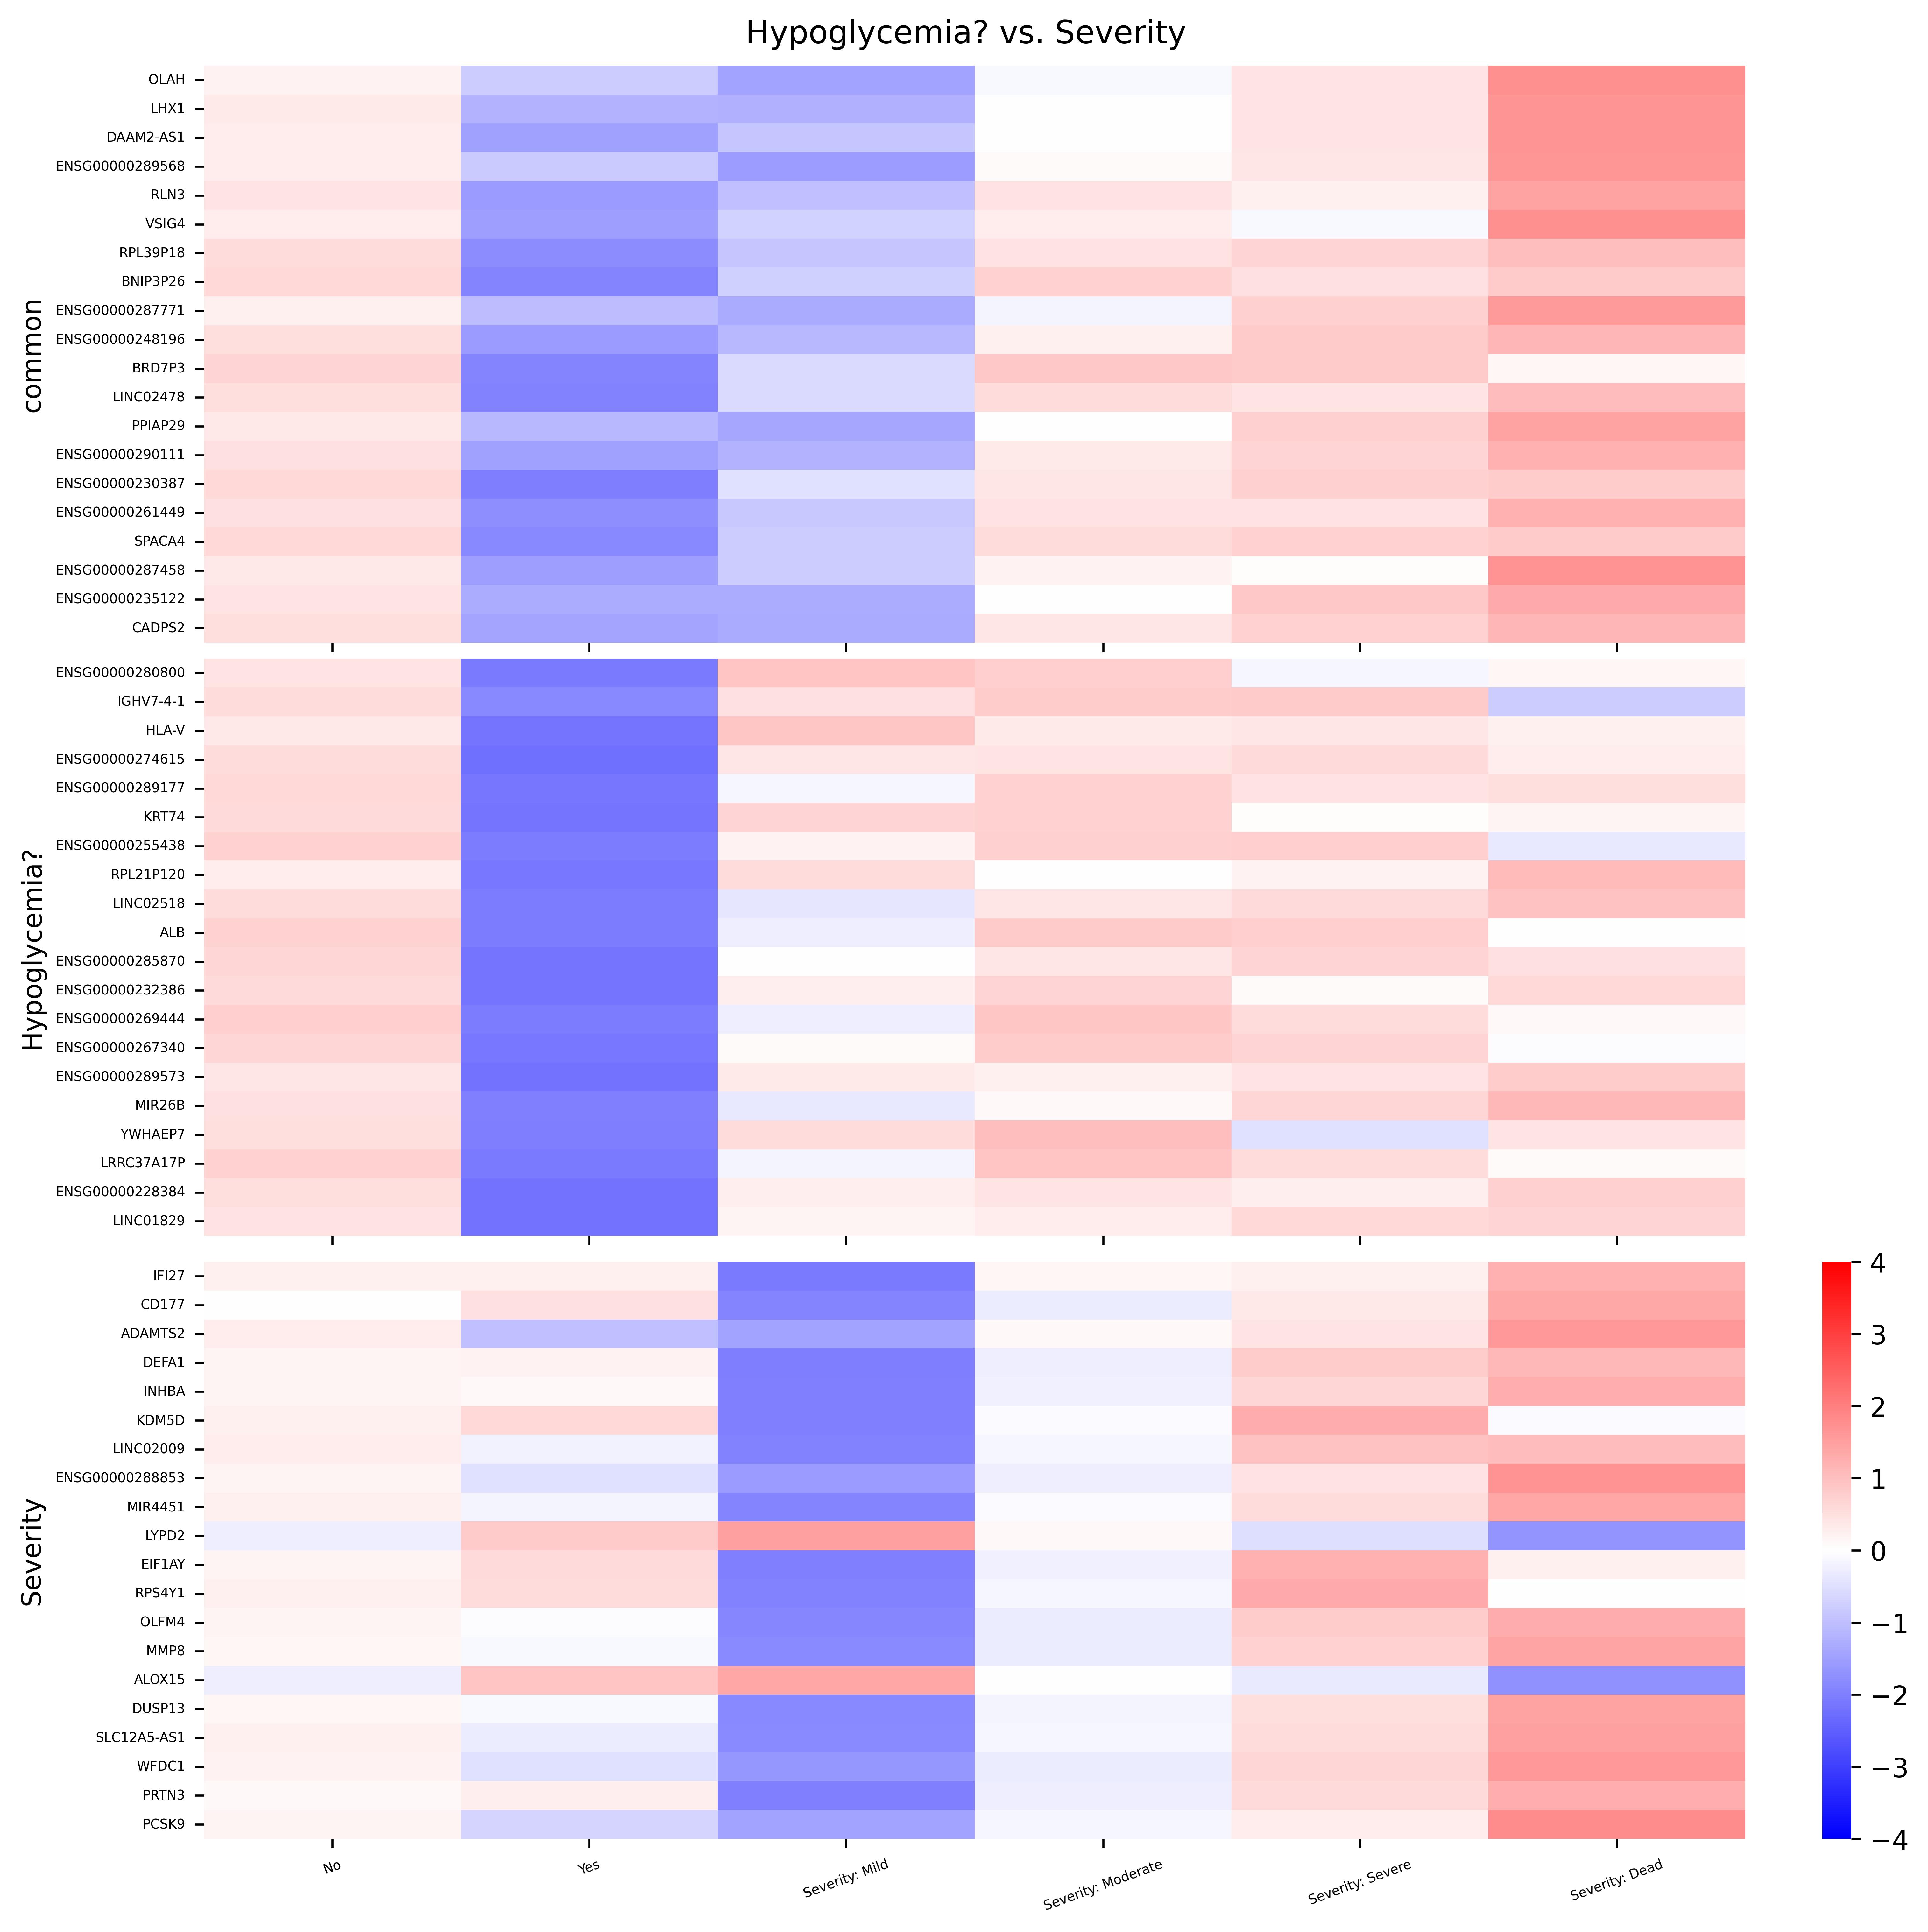 Hypoglycemia? vs. Severity
common
OLAH
LHX1
DAAM2-AS1
ENSG00000289568
RLN3
VSIG4
RPL39P18
BNIP3P26
ENSG00000287771
ENSG00000248196
BRD7P3
LINC02478
PPIAP29
ENSG00000290111
ENSG00000230387
ENSG00000261449
SPACA4
ENSG00000287458
ENSG00000235122
CADPS2
Hypoglycemia?
ENSG00000280800
IGHV7-4-1
HLA-V
ENSG00000274615
ENSG00000289177
KRT74
ENSG00000255438
RPL21P120
LINC02518
ALB
ENSG00000285870
ENSG00000232386
ENSG00000269444
ENSG00000267340
ENSG00000289573
MIR26B
YWHAEP7
LRRC37A17P
ENSG00000228384
LINC01829
Severity
IFI27
CD177
ADAMTS2
DEFA1
INHBA
KDM5D
LINC02009
ENSG00000288853
MIR4451
LYPD2
EIF1AY
RPS4Y1
OLFM4
MMP8
ALOX15
DUSP13
SLC12A5-AS1
WFDC1
PRTN3
PCSK9
No
Yes
Severity: Mild
Severity: Moderate
Severity: Severe
Severity: Dead
4
3
2
1
0
−1
−2
−3
−4